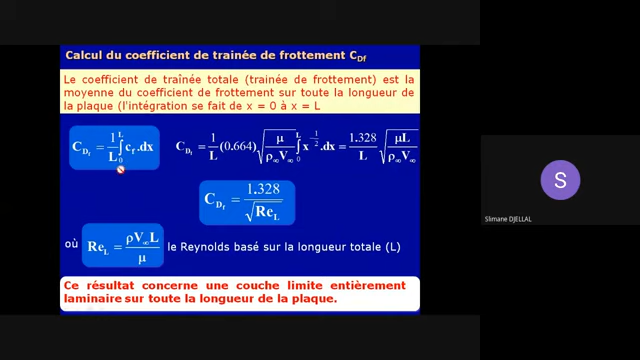 Calcul du coefficient de trainée de frottement C_Df
Le coefficient de traînée totale (trainée de frottement) est la
moyenne du coefficient de frottement sur toute la longueur de
la plaque (l'intégration se fait de x = 0 à x = L
C_Df = 1/L ∫₀ᴸ c_f .dx
C_Df = 1/L (0.664) √(μ/(ρ∞V∞)) ∫₀ᴸ x^(-1/2) .dx = 1.328/L √(μL/(ρ∞V∞))
C_Df = 1.328/√Re_L
où Re_L = ρV∞L/μ le Reynolds basé sur la longueur totale (L)
Ce résultat concerne une couche limite entièrement
laminaire sur toute la longueur de la plaque.
S
Slimane DJELLAL